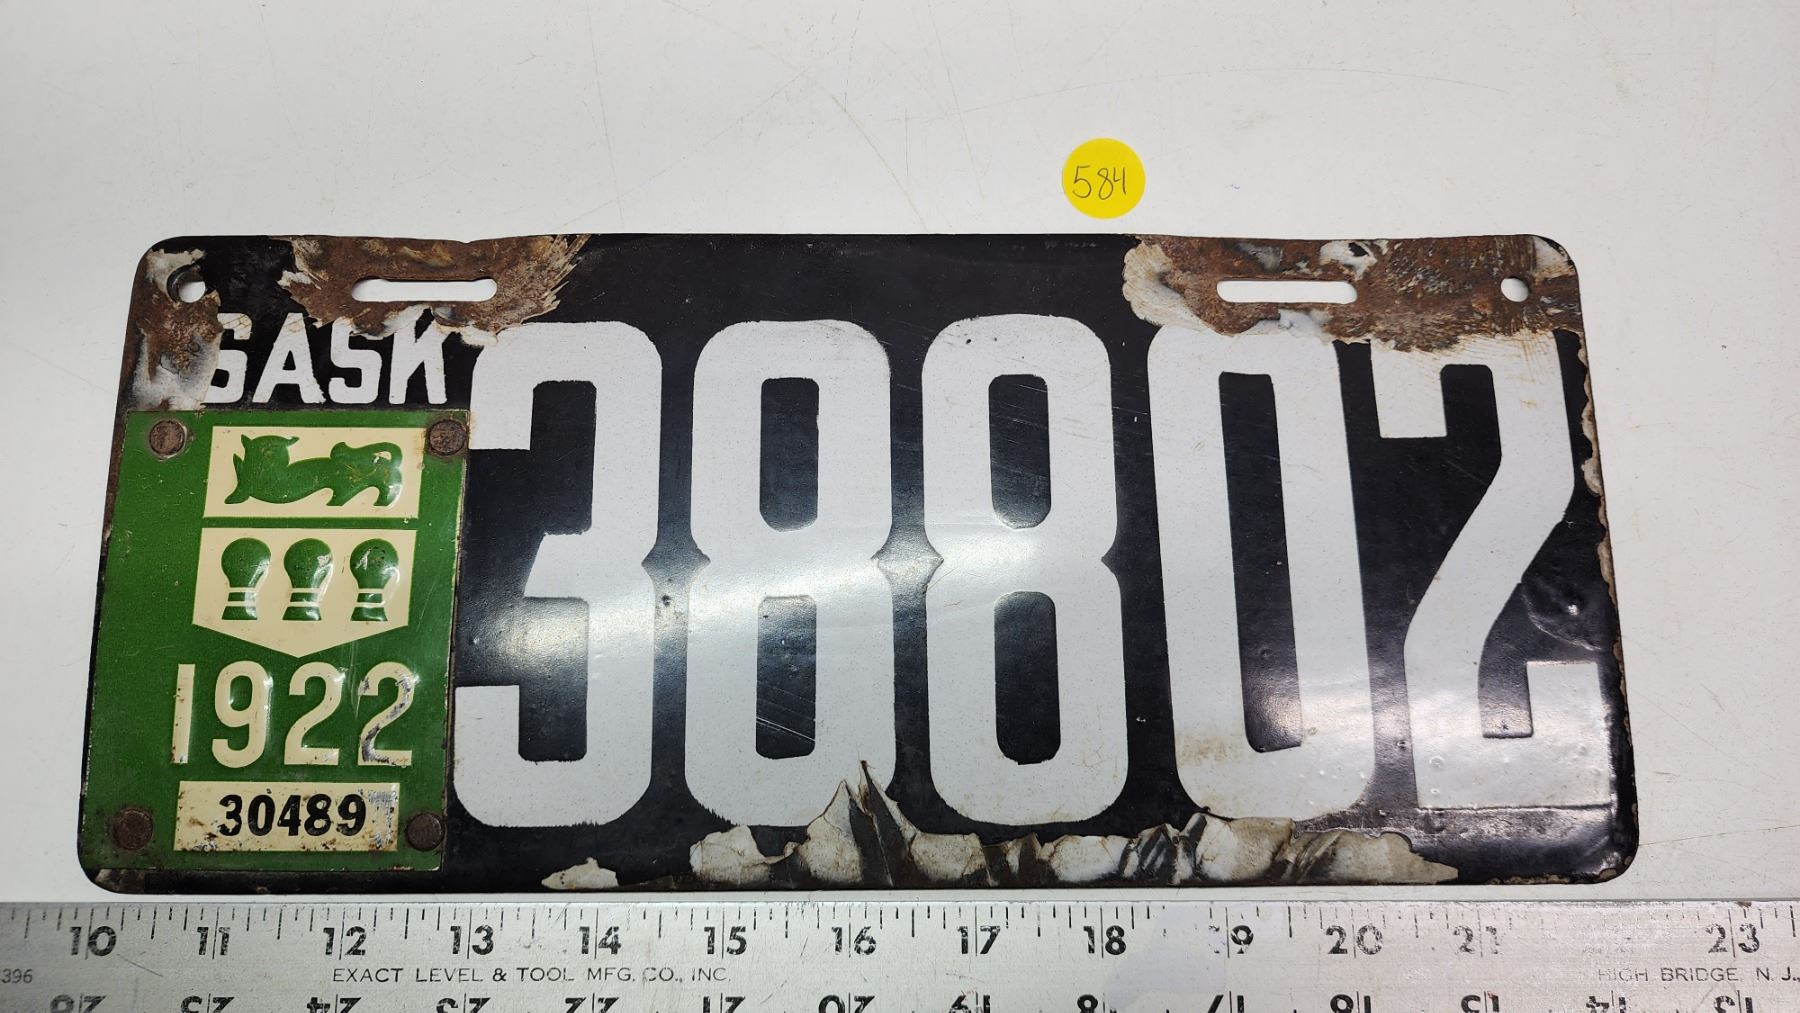 584
SASK
38802
1922
30489
10 11 12 13 14 15 16 17 18 19 20 21 23
396 EXACT LEVEL & TOOL MFG. CO., INC HIGH BRIDGE, N. J.,